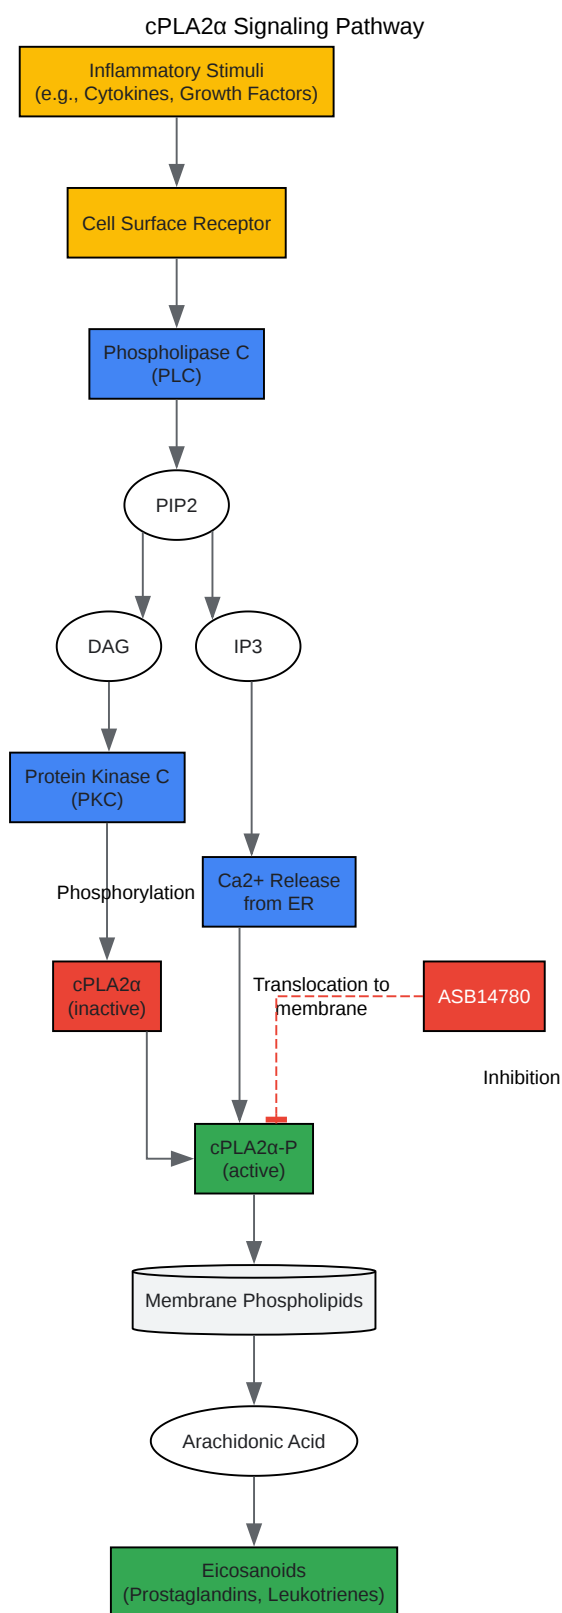 cPLA2α Signaling Pathway
Inflammatory Stimuli
(e.g., Cytokines, Growth Factors)
Cell Surface Receptor
Phospholipase C
(PLC)
PIP2
DAG
IP3
Protein Kinase C
(PKC)
Ca2+ Release
from ER
Phosphorylation
cPLA2α
(inactive)
Translocation to
membrane
ASB14780
Inhibition
cPLA2α-P
(active)
Membrane Phospholipids
Arachidonic Acid
Eicosanoids
(Prostaglandins, Leukotrienes)